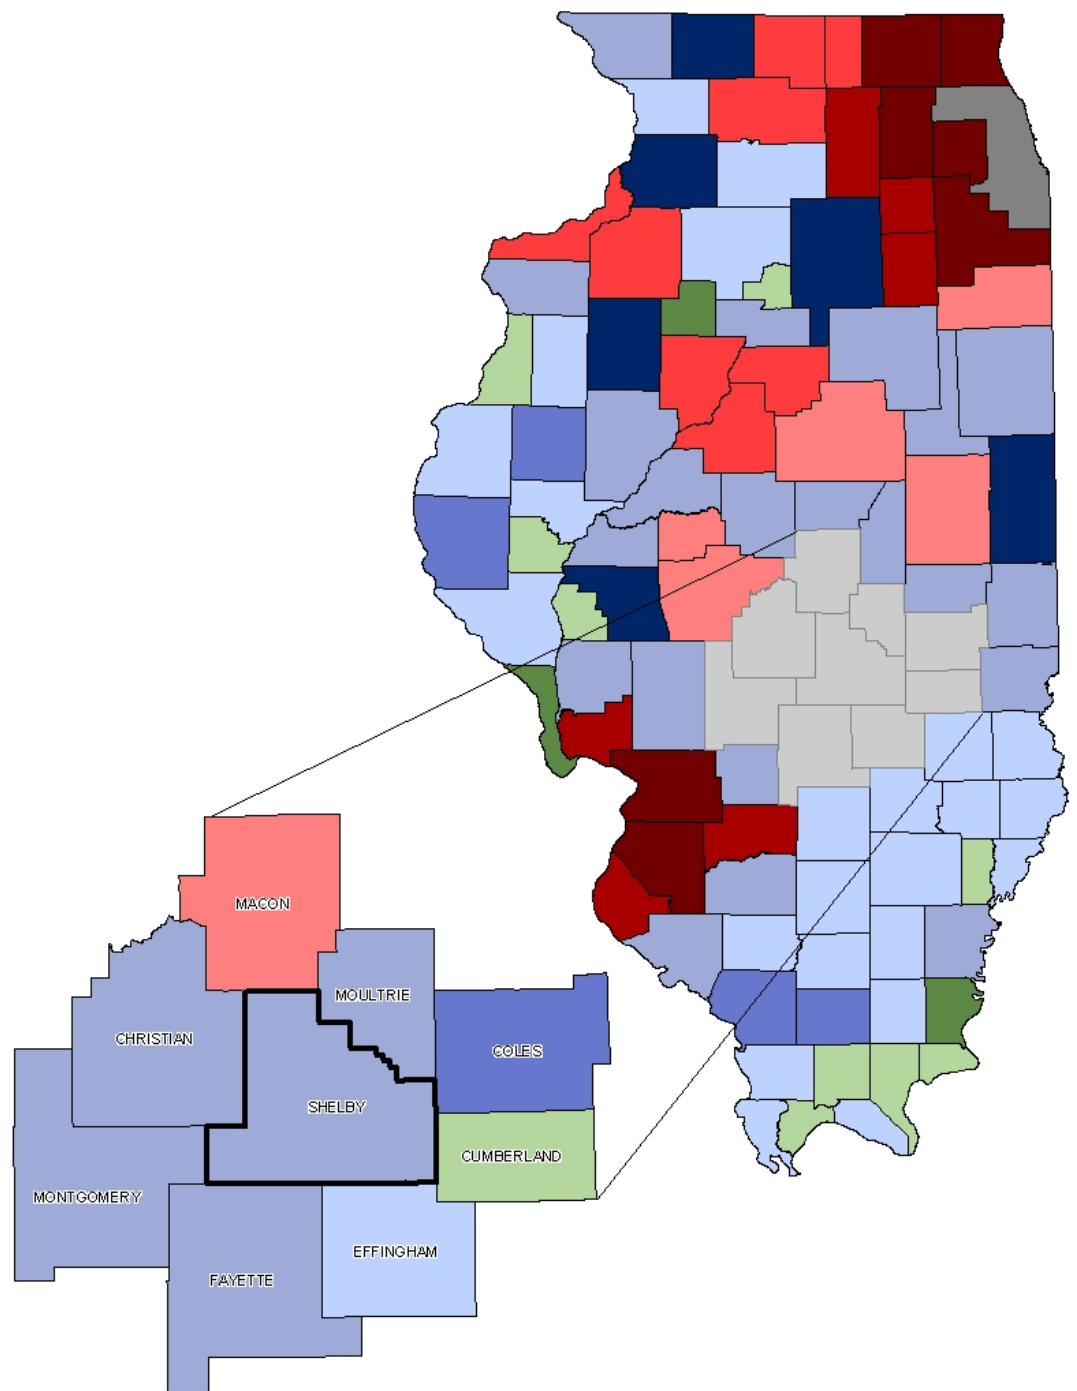 MACON
MOULTRIE
CHRISTIAN
COLES
SHELBY
CUMBERLAND
MONTGOMERY
EFFINGHAM
FAYETTE